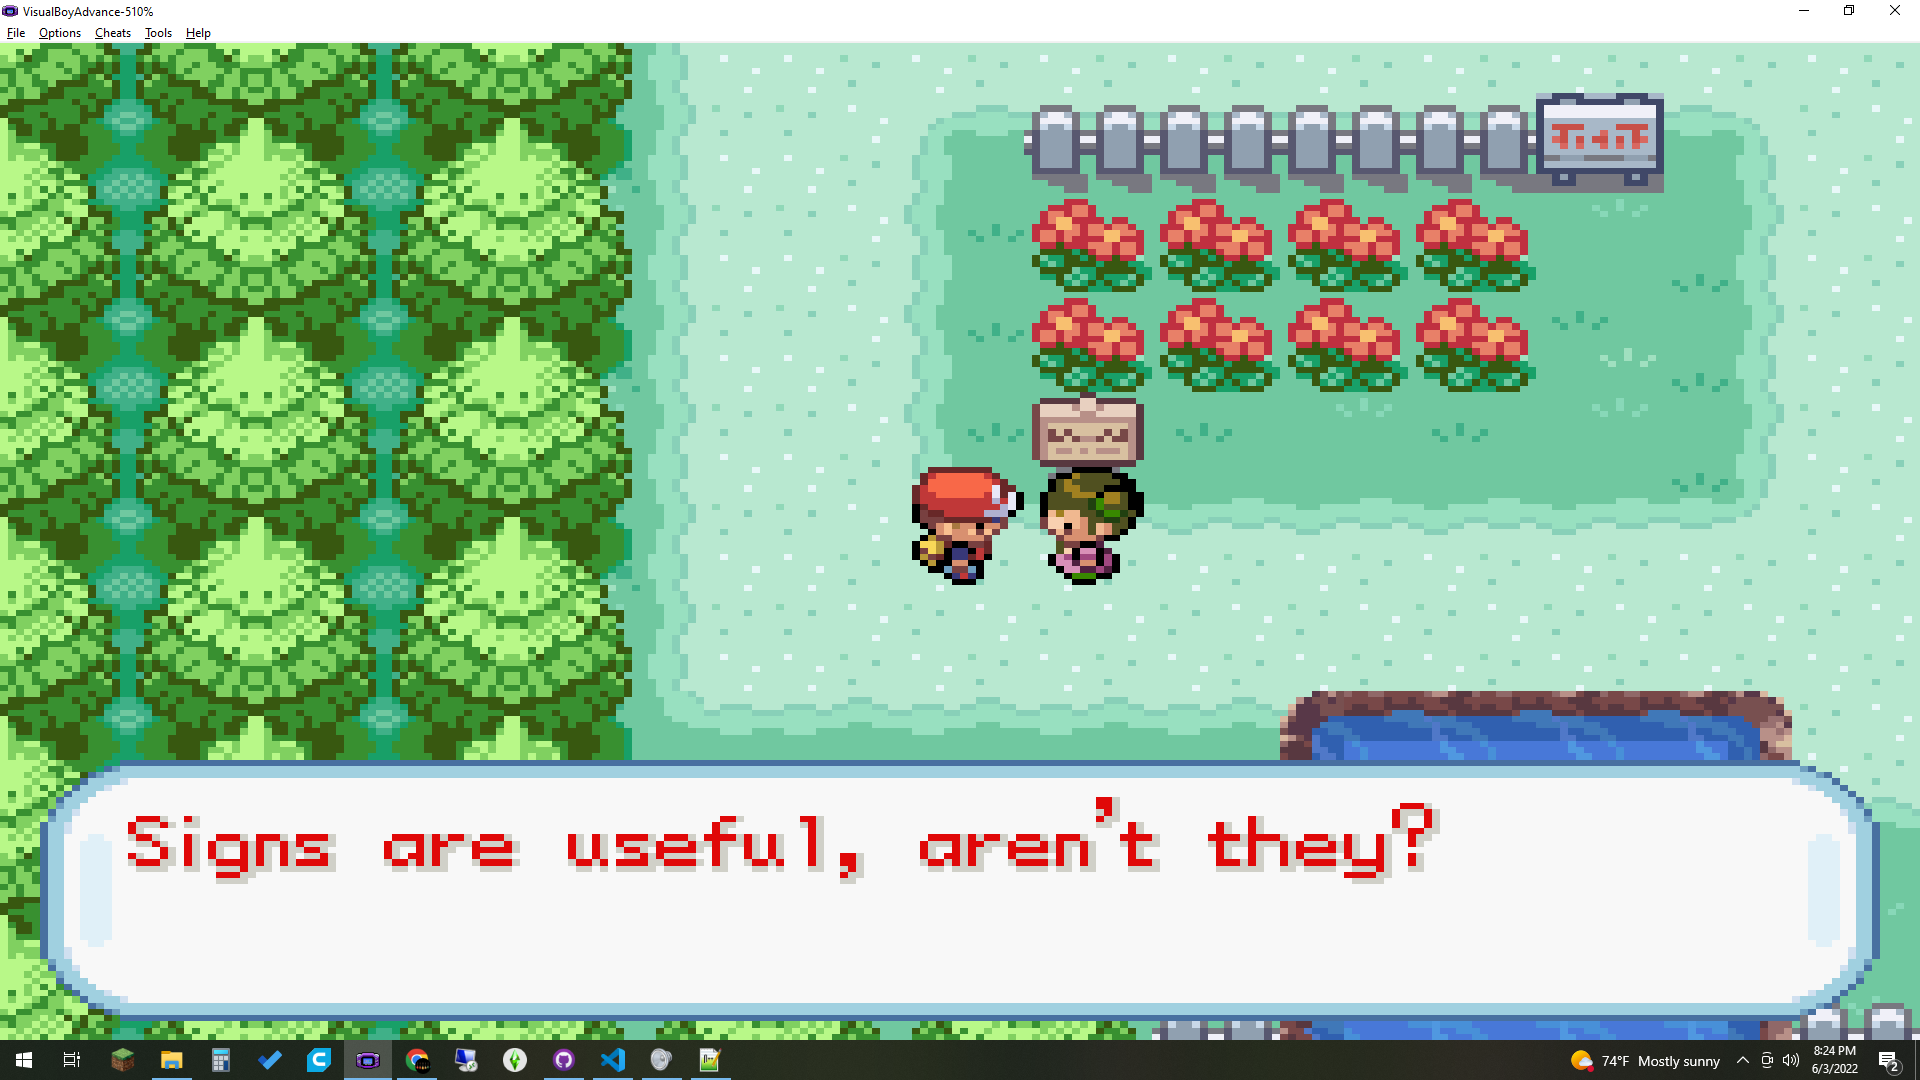 VisualBoyAdvance-510%
File Options Cheats Tools Help
Signs are useful, aren't they?
74°F Mostly sunny
8:24 PM
6/3/2022
2